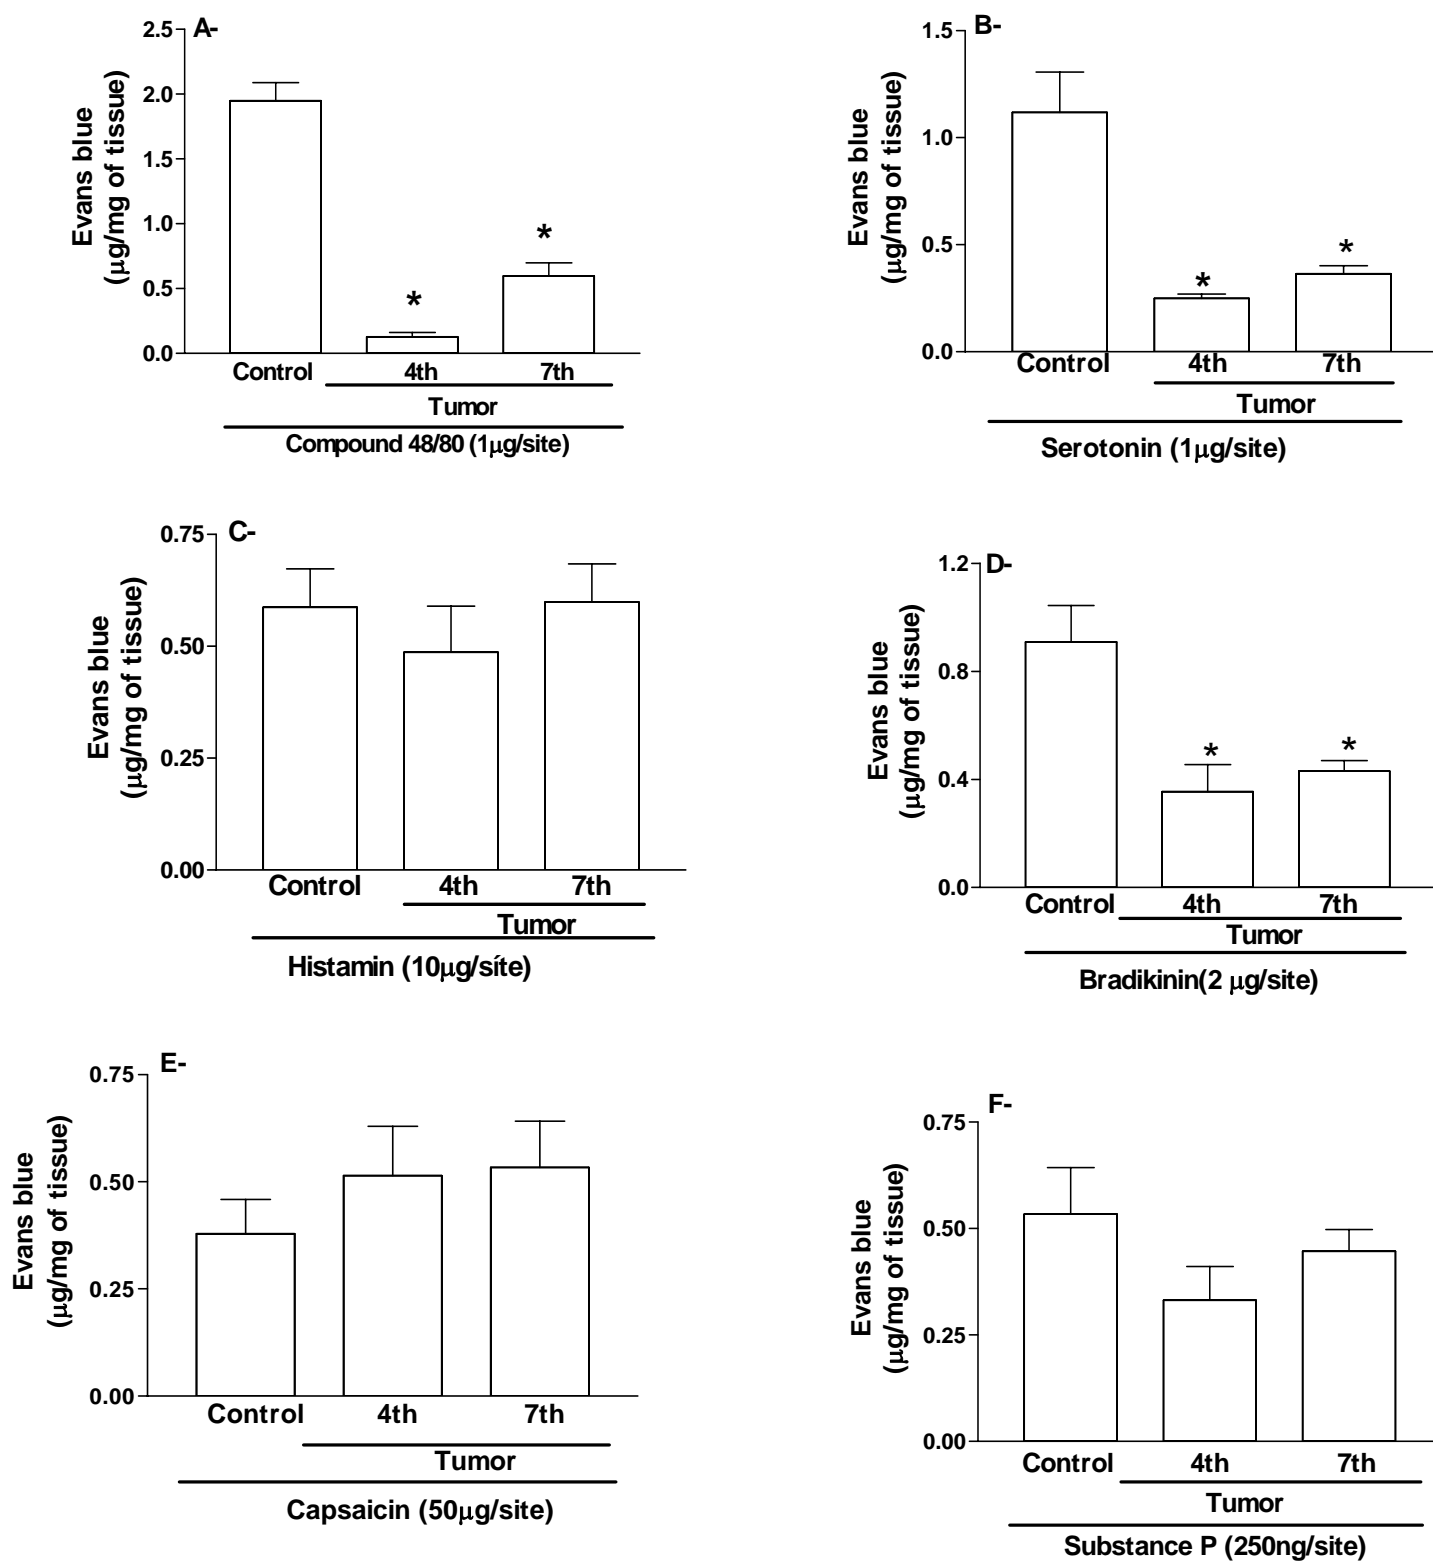 A-
Evans blue
(μg/mg of tissue)
2.5
2.0
1.5
1.0
0.5
0.0
*
*
Control 4th 7th
Tumor
Compound 48/80 (1μg/site)
B-
Evans blue
(μg/mg of tissue)
1.5
1.0
0.5
0.0
*
*
Control 4th 7th
Tumor
Serotonin (1μg/site)
C-
Evans blue
(μg/mg of tissue)
0.75
0.50
0.25
0.00
Control 4th 7th
Tumor
Histamin (10μg/síte)
D-
Evans blue
(μg/mg of tissue)
1.2
0.8
0.4
0.0
*
*
Control 4th 7th
Tumor
Bradikinin(2 μg/site)
E-
Evans blue
(μg/mg of tissue)
0.75
0.50
0.25
0.00
Control 4th 7th
Tumor
Capsaicin (50μg/site)
F-
Evans blue
(μg/mg of tissue)
0.75
0.50
0.25
0.00
Control 4th 7th
Tumor
Substance P (250ng/site)